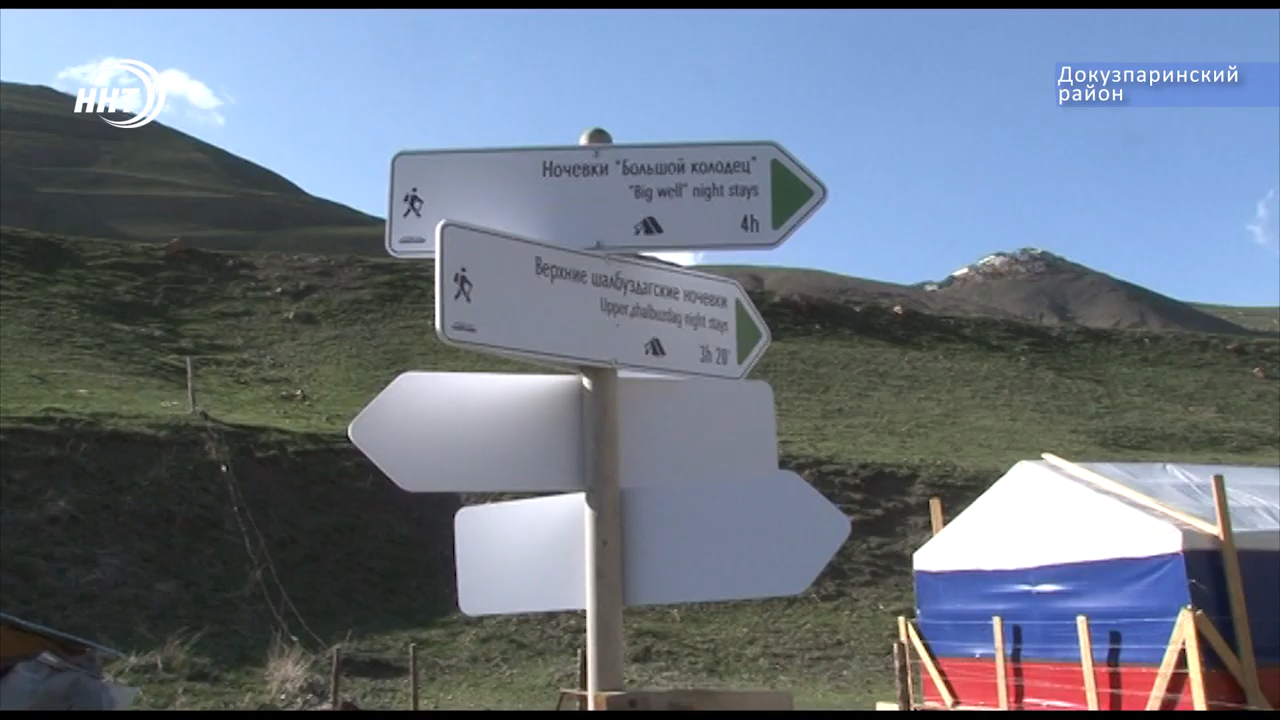 ННТ
Докузпаринский
район
Ночевки "Большой колодец"
"Big well" night stays
4h
Верхние шалбуздагские ночевки
Upper shalbuzdag night stays
3h 20'